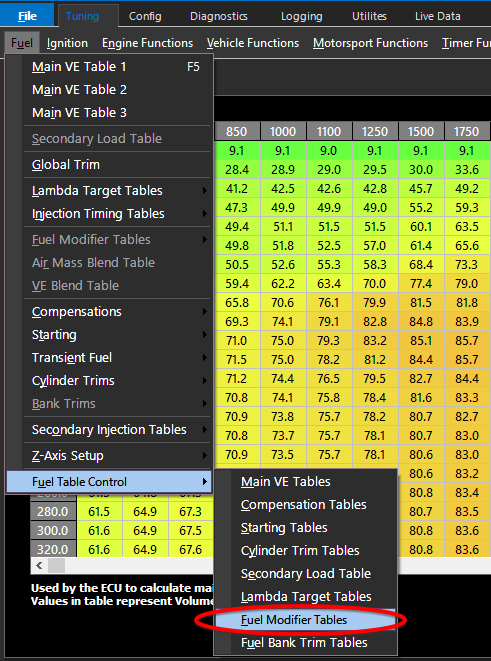 File Tuning Config Diagnostics Logging Utilites Live Data
Fuel Ignition Engine Functions Vehicle Functions Motorsport Functions Timer Fun
Main VE Table 1 F5
Main VE Table 2
Main VE Table 3
Secondary Load Table
Global Trim
Lambda Target Tables
Injection Timing Tables
Fuel Modifier Tables
Air Mass Blend Table
VE Blend Table
Compensations
Starting
Transient Fuel
Cylinder Trims
Bank Trims
Secondary Injection Tables
Z-Axis Setup
Fuel Table Control
Main VE Tables
Compensation Tables
Starting Tables
Cylinder Trim Tables
Secondary Load Table
Lambda Target Tables
Fuel Modifier Tables
Fuel Bank Trim Tables
850 1000 1100 1250 1500 1750
9.1 9.1 9.0 9.1 9.1 9.1
28.4 28.9 29.0 29.5 30.0 33.6
41.2 42.5 42.6 42.8 45.7 49.2
47.3 49.9 49.9 49.0 55.2 59.3
49.4 51.1 51.5 51.5 60.1 63.5
49.8 51.8 52.5 57.0 61.4 65.6
50.5 52.6 55.3 58.3 68.4 73.3
59.4 62.2 63.4 70.0 77.4 79.0
65.8 70.6 76.1 79.9 81.5 81.8
69.3 74.1 79.1 82.8 84.8 83.9
71.0 75.0 79.3 83.2 85.1 85.7
71.5 75.0 78.2 81.2 84.4 85.7
71.2 74.4 76.5 79.5 82.7 84.4
70.8 74.1 75.8 78.4 81.6 83.3
70.9 73.8 75.7 78.2 80.7 82.7
70.8 73.7 75.7 78.1 80.7 83.0
70.9 73.5 75.7 78.1 80.6 83.0
80.6 83.2
80.8 83.4
280.0 61.5 64.9 67.3 80.7 83.5
300.0 61.6 64.9 67.5 80.8 83.6
320.0 61.6 64.9 67.6 80.8 83.6
Used by the ECU to calculate mai
Values in table represent Volume